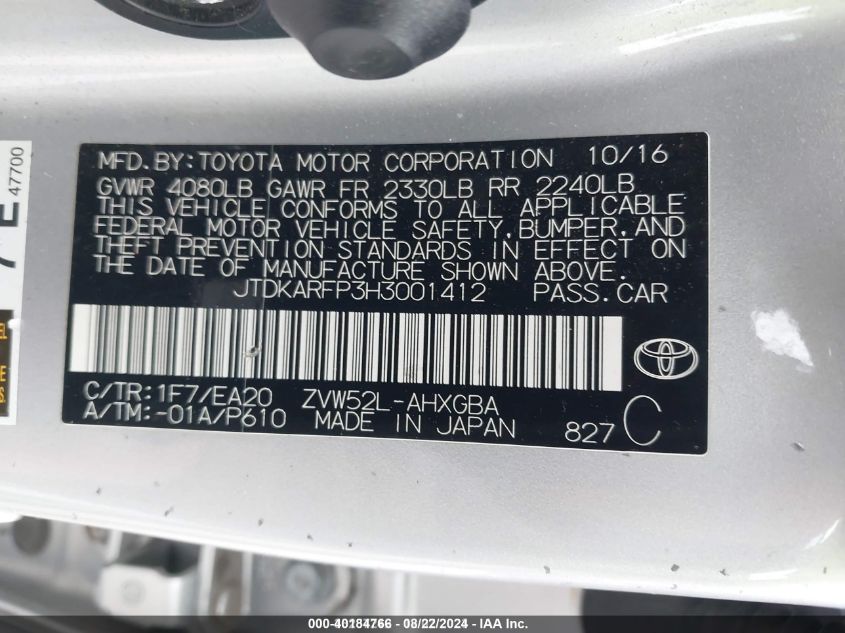 MFD.BY:TOYOTA MOTOR CORPORATION 10/16
GVWR 4080LB GAWR FR 2330LB RR 2240LB
THIS VEHICLE CONFORMS TO ALL APPLICABLE
FEDERAL MOTOR VEHICLE SAFETY,BUMPER,AND
THEFT PREVENTION STANDARDS IN EFFECT ON
THE DATE OF MANUFACTURE SHOWN ABOVE.
JTDKARFP3H3001412 PASS.CAR
C/TR:1F7/EA20 ZVW52L-AHXGBA
A/TM:-01A/P610 MADE IN JAPAN 827 C
47700
000-40184766 - 08/22/2024 - IAA Inc.